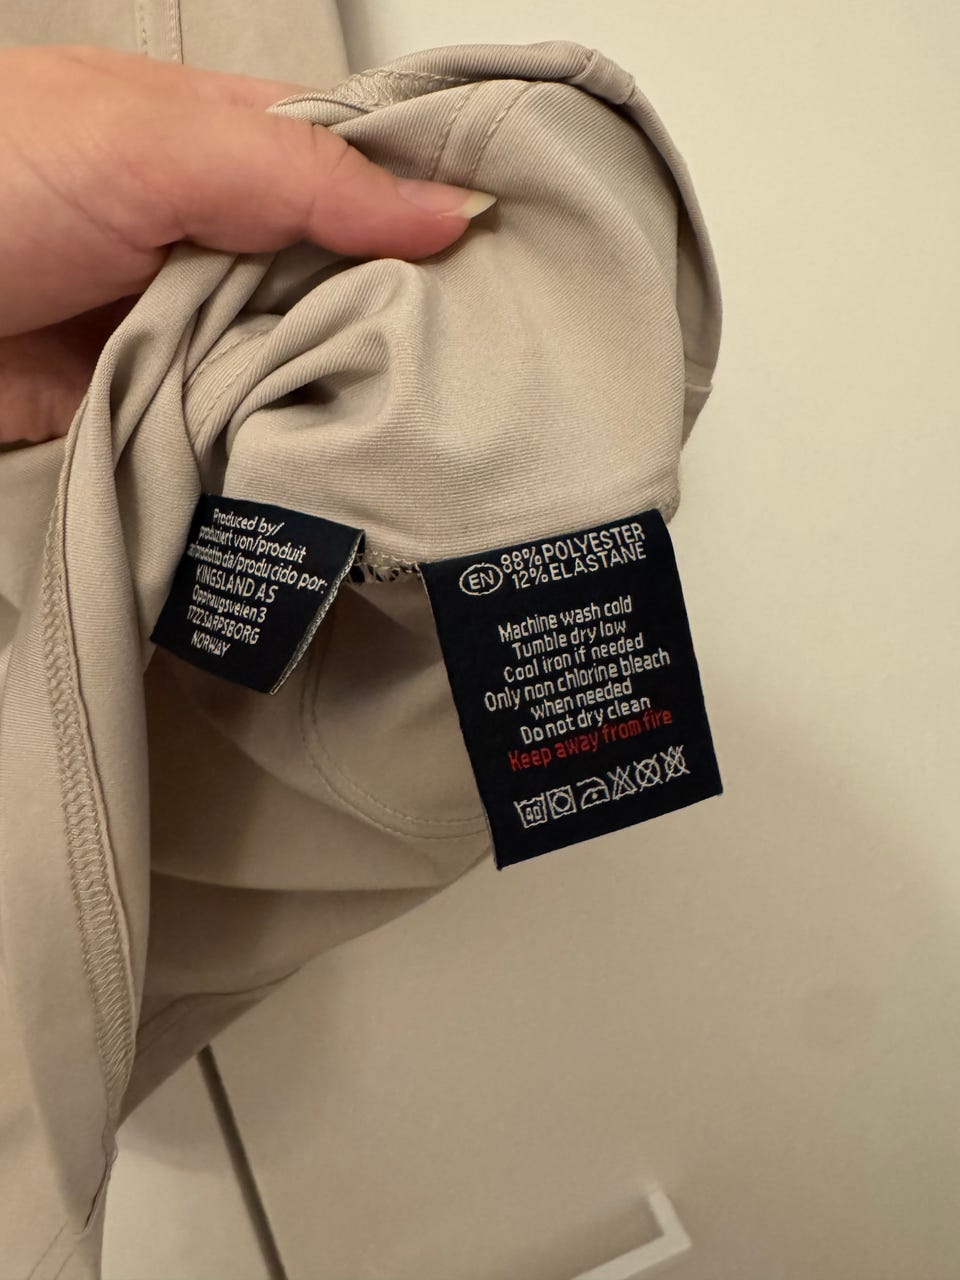 Produced by/
produziert von/produit
prodotto da/producido por:
KINGSLAND AS
Opphaugsveien 3
1722 SARPSBORG
NORWAY
EN
88% POLYESTER
12% ELASTANE
Machine wash cold
Tumble dry low
Cool iron if needed
Only non chlorine bleach
when needed
Do not dry clean
Keep away from fire
40